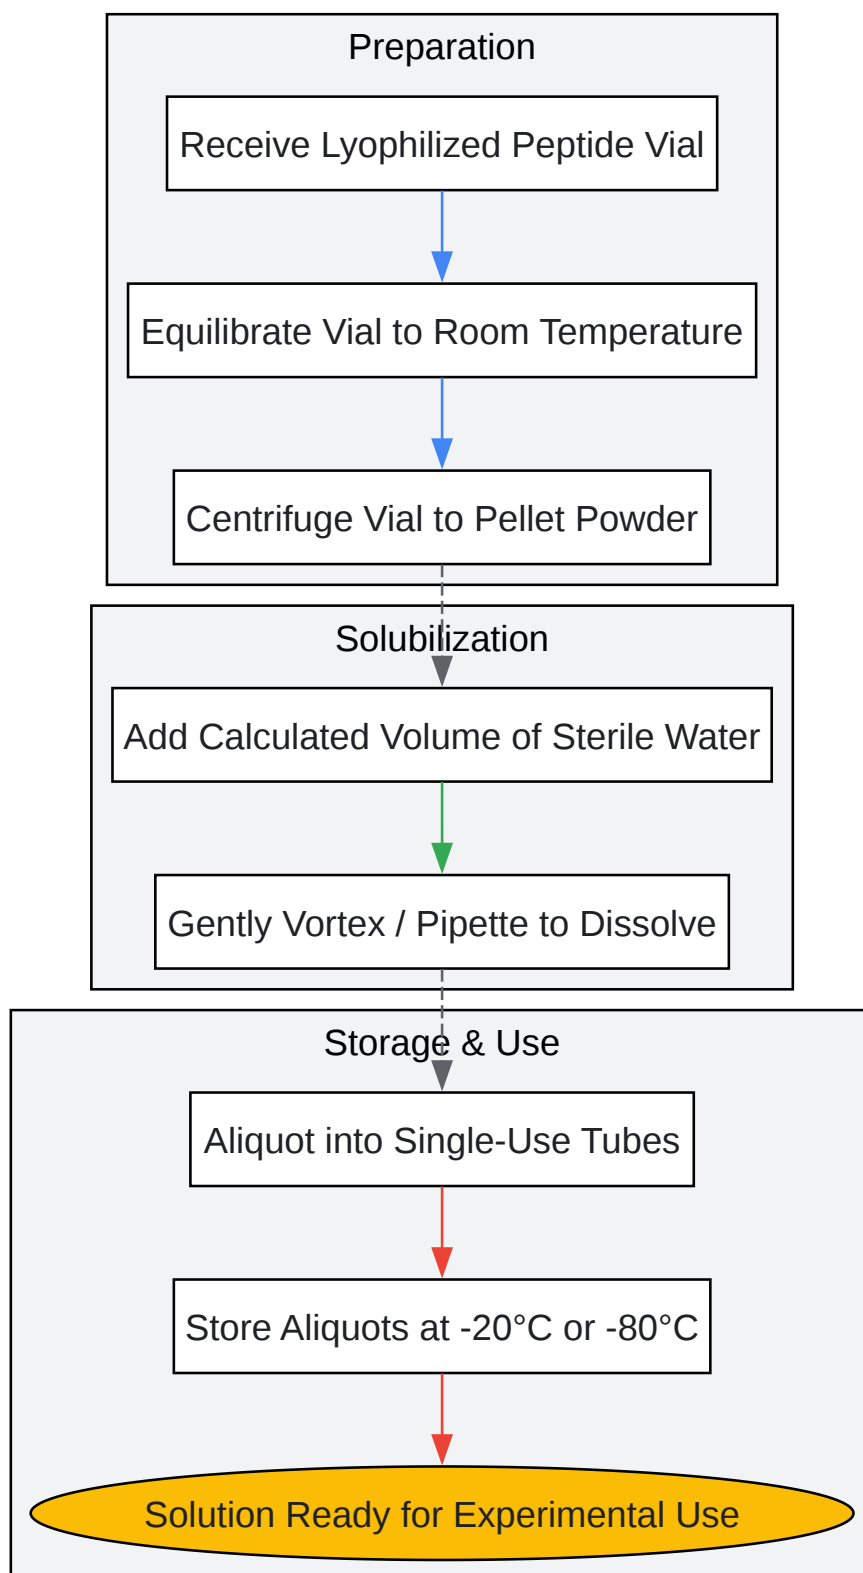 Preparation
Receive Lyophilized Peptide Vial
Equilibrate Vial to Room Temperature
Centrifuge Vial to Pellet Powder
Solubilization
Add Calculated Volume of Sterile Water
Gently Vortex / Pipette to Dissolve
Storage & Use
Aliquot into Single-Use Tubes
Store Aliquots at -20°C or -80°C
Solution Ready for Experimental Use